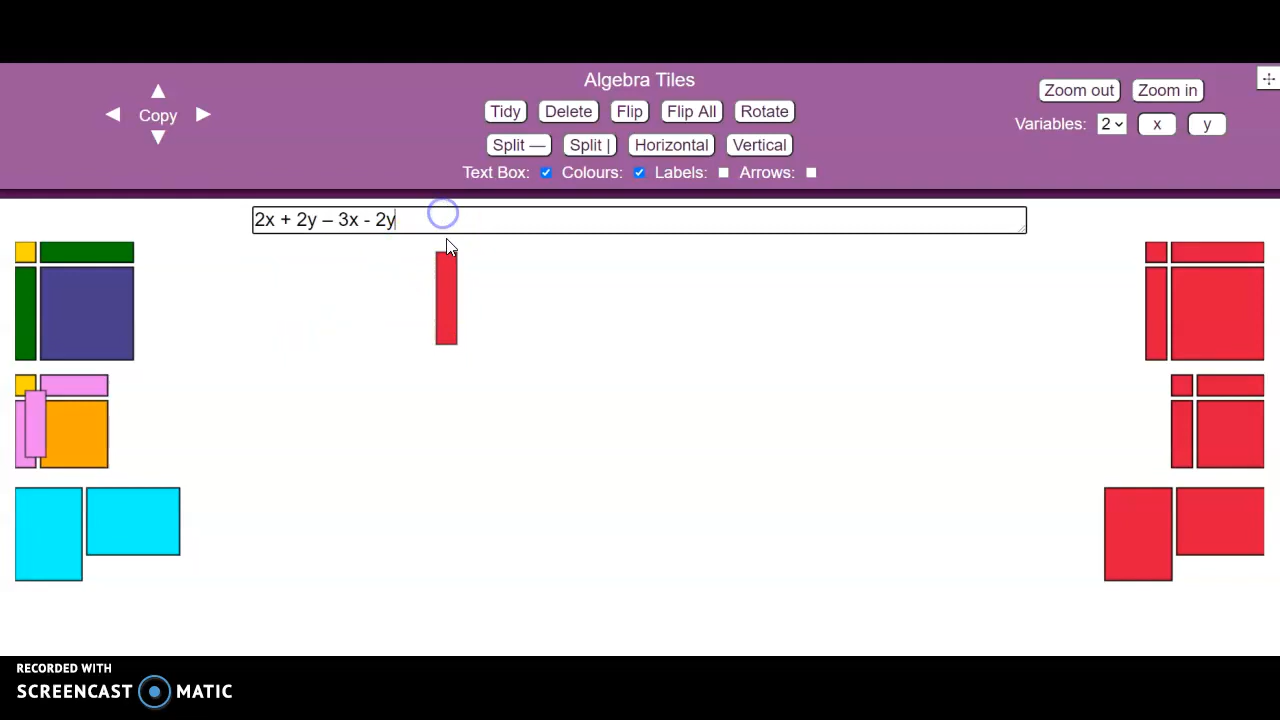 Algebra Tiles
Copy
Tidy Delete Flip Flip All Rotate
Split — Split | Horizontal Vertical
Text Box: Colours: Labels: Arrows:
Zoom out Zoom in
Variables: 2 x y
2x + 2y – 3x - 2y
RECORDED WITH
SCREENCAST MATIC